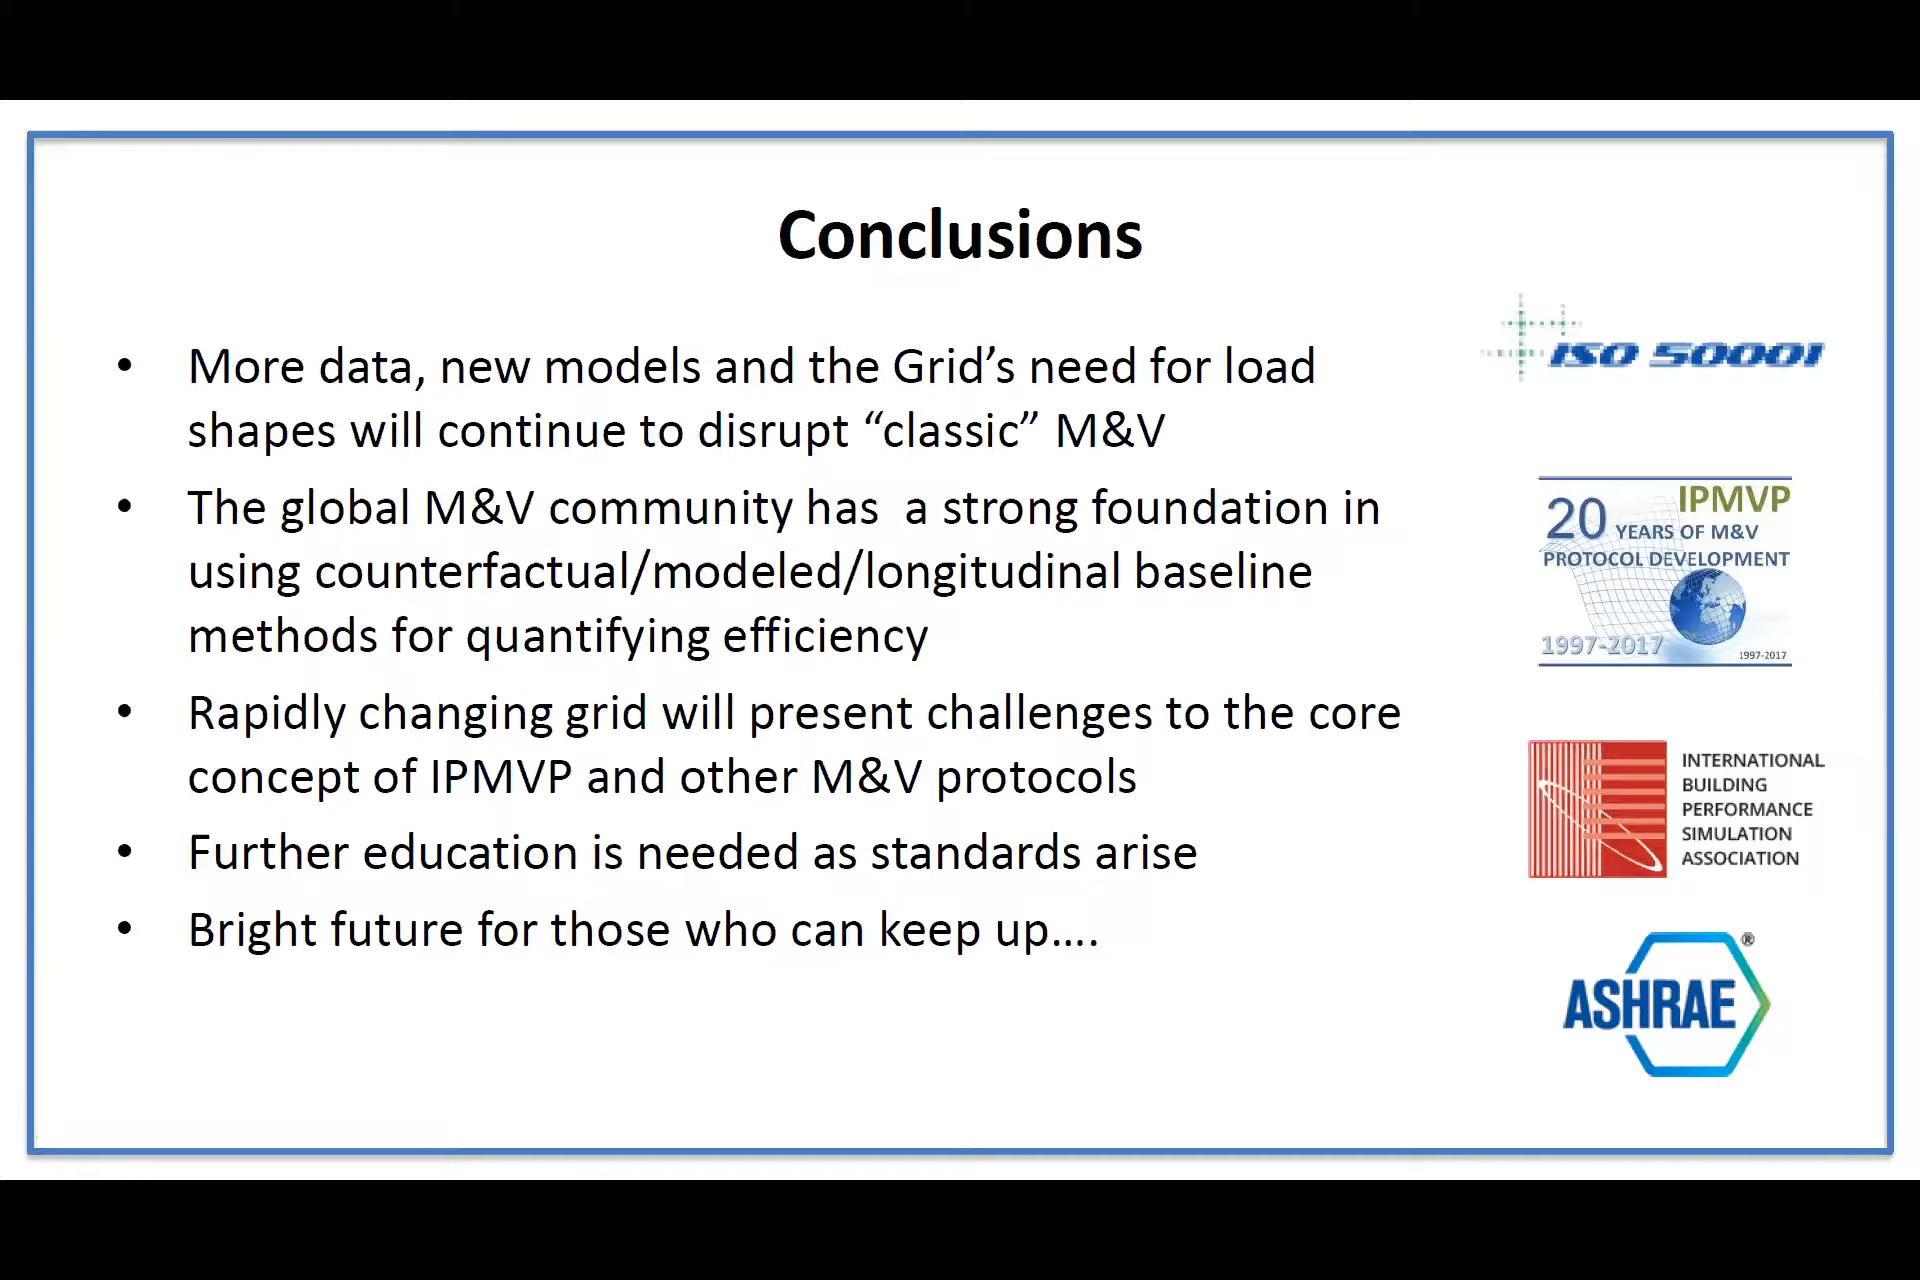 Conclusions
• More data, new models and the Grid’s need for load
shapes will continue to disrupt “classic” M&V
• The global M&V community has  a strong foundation in
using counterfactual/modeled/longitudinal baseline
methods for quantifying efficiency
• Rapidly changing grid will present challenges to the core
concept of IPMVP and other M&V protocols
• Further education is needed as standards arise
• Bright future for those who can keep up....
ISO 50001
IPMVP
20 YEARS OF M&V
PROTOCOL DEVELOPMENT
1997-2017
1997-2017
INTERNATIONAL
BUILDING
PERFORMANCE
SIMULATION
ASSOCIATION
ASHRAE®